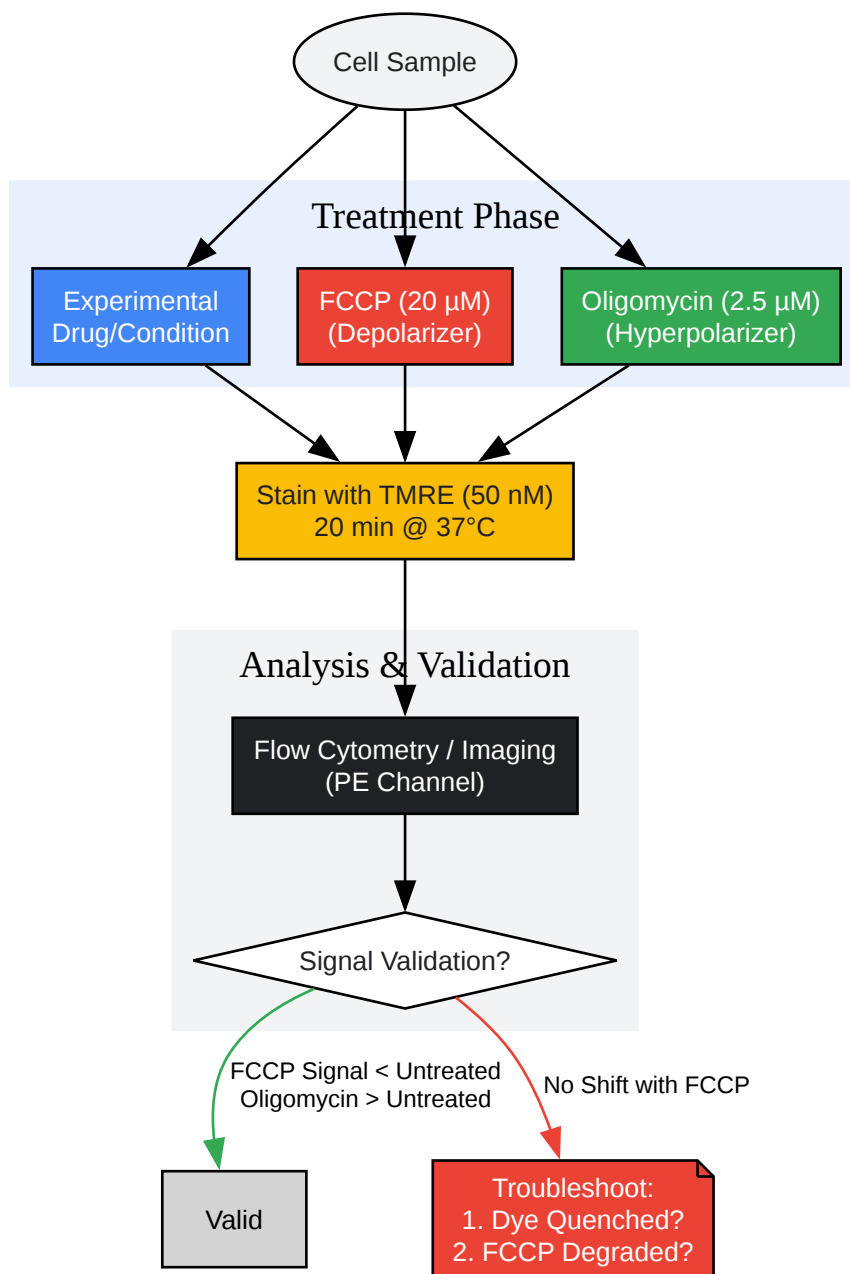 Cell Sample
Treatment Phase
Experimental
Drug/Condition
FCCP (20 µM)
(Depolarizer)
Oligomycin (2.5 µM)
(Hyperpolarizer)
Stain with TMRE (50 nM)
20 min @ 37°C
Analysis & Validation
Flow Cytometry / Imaging
(PE Channel)
Signal Validation?
FCCP Signal < Untreated
Oligomycin > Untreated
No Shift with FCCP
Valid
Troubleshoot:
1. Dye Quenched?
2. FCCP Degraded?